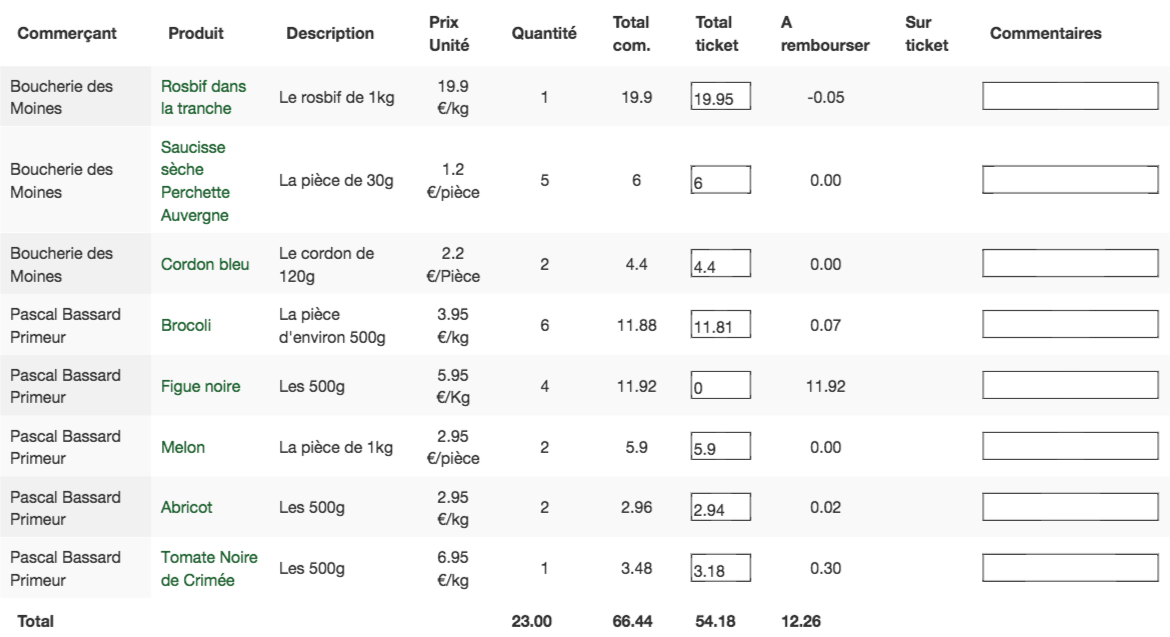 Commerçant Produit Description Prix Unité Quantité Total com. Total ticket A rembourser Sur ticket Commentaires
Boucherie des Moines Rosbif dans la tranche Le rosbif de 1kg 19.9 €/kg 1 19.9 19.95 -0.05
Boucherie des Moines Saucisse sèche Perchette Auvergne La pièce de 30g 1.2 €/pièce 5 6 6 0.00
Boucherie des Moines Cordon bleu Le cordon de 120g 2.2 €/Pièce 2 4.4 4.4 0.00
Pascal Bassard Primeur Brocoli La pièce d'environ 500g 3.95 €/kg 6 11.88 11.81 0.07
Pascal Bassard Primeur Figue noire Les 500g 5.95 €/Kg 4 11.92 0 11.92
Pascal Bassard Primeur Melon La pièce de 1kg 2.95 €/pièce 2 5.9 5.9 0.00
Pascal Bassard Primeur Abricot Les 500g 2.95 €/kg 2 2.96 2.94 0.02
Pascal Bassard Primeur Tomate Noire de Crimée Les 500g 6.95 €/kg 1 3.48 3.18 0.30
Total 23.00 66.44 54.18 12.26